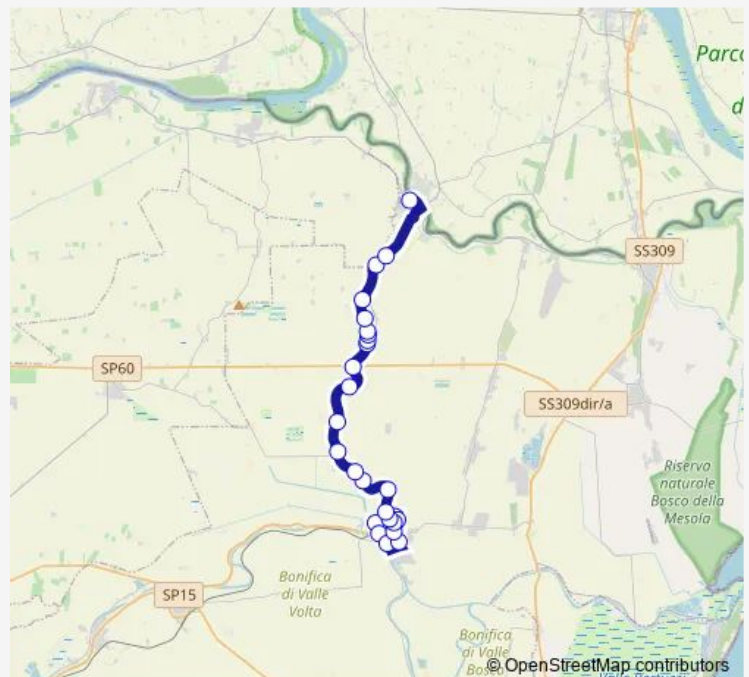 Parco
d
SS309
SP60
SS309dir/a
Riserva
naturale
Bosco della
Mesola
Bonifica
di Valle
Volta
SP15
Bonifica
di Valle
Bosco
© OpenStreetMap contributors